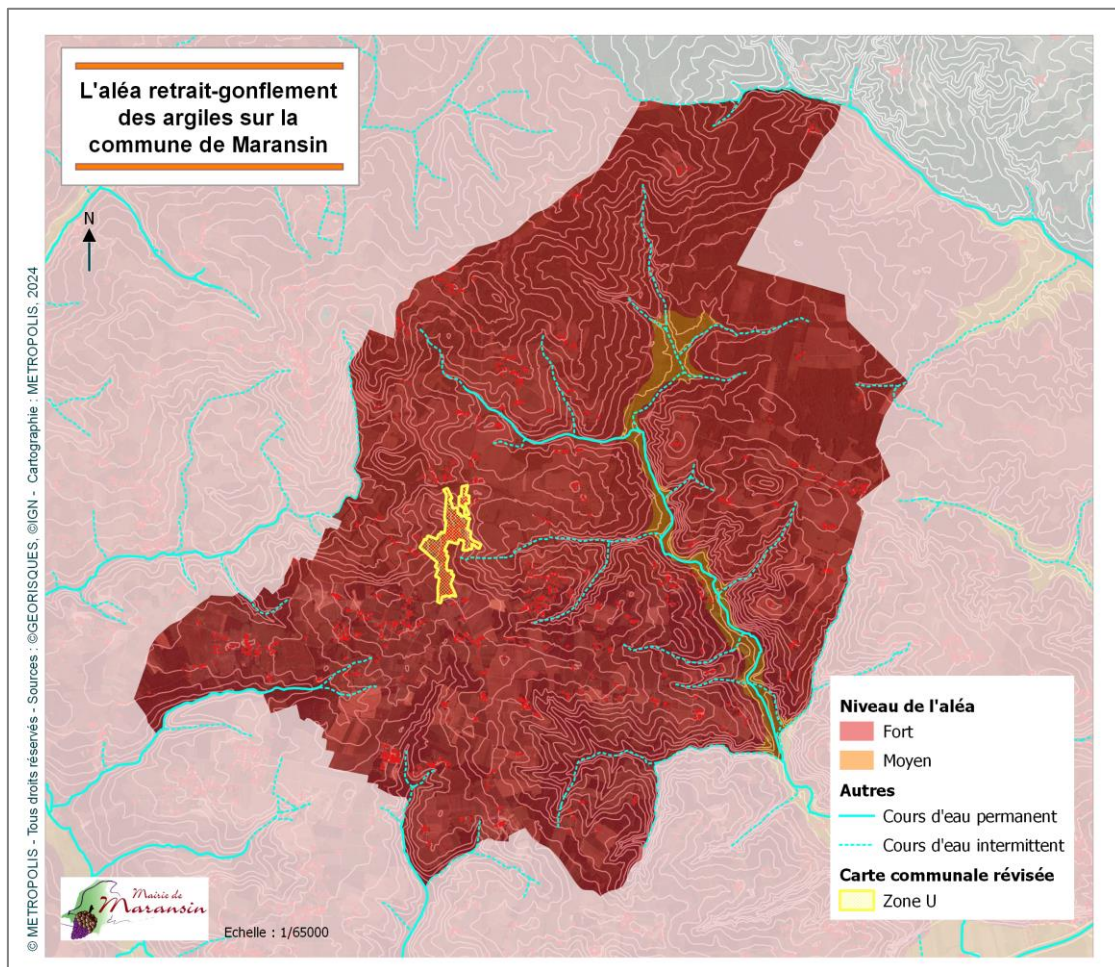 L'aléa retrait-gonflement
des argiles sur la
commune de Maransin
N
© METROPOLIS - Tous droits réservés - Sources : ©GEORISQUES, ©IGN - Cartographie : METROPOLIS, 2024
Niveau de l'aléa
Fort
Moyen
Autres
Cours d'eau permanent
Cours d'eau intermittent
Carte communale révisée
Zone U
Mairie de
Maransin
Echelle : 1/65000